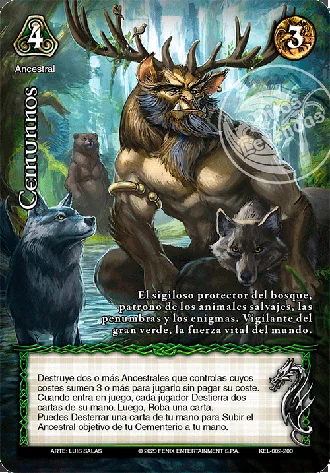 4
3
Ancestral
Cernunnos
El sigiloso protector del bosque,
patrono de los animales salvajes, las
penumbras y los enigmas. Vigilante del
gran verde, la fuerza vital del mundo.
Destruye dos o más Ancestrales que controlas cuyos
costes sumen 3 o más para jugarlo sin pagar su coste.
Cuando entra en juego, cada jugador Destierra dos
cartas de su mano. Luego, Roba una carta.
Puedes Desterrar una carta de tu mano para Subir el
Ancestral objetivo de tu Cementerio a tu mano.
ARTE: LUIS SALAS
© 2020 FENIX ENTERTAINMENT S.P.A.